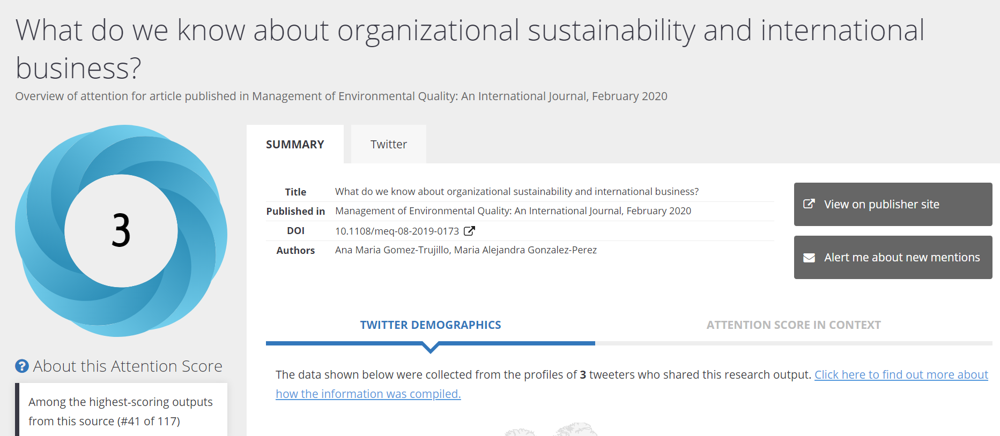 What do we know about organizational sustainability and international
business?
Overview of attention for article published in Management of Environmental Quality: An International Journal, February 2020
3
About this Attention Score
Among the highest-scoring outputs
from this source (#41 of 117)
SUMMARY
Twitter
Title What do we know about organizational sustainability and international business?
Published in Management of Environmental Quality: An International Journal, February 2020
DOI 10.1108/meq-08-2019-0173
Authors Ana Maria Gomez-Trujillo, Maria Alejandra Gonzalez-Perez
View on publisher site
Alert me about new mentions
TWITTER DEMOGRAPHICS
ATTENTION SCORE IN CONTEXT
The data shown below were collected from the profiles of 3 tweeters who shared this research output. Click here to find out more about
how the information was compiled.